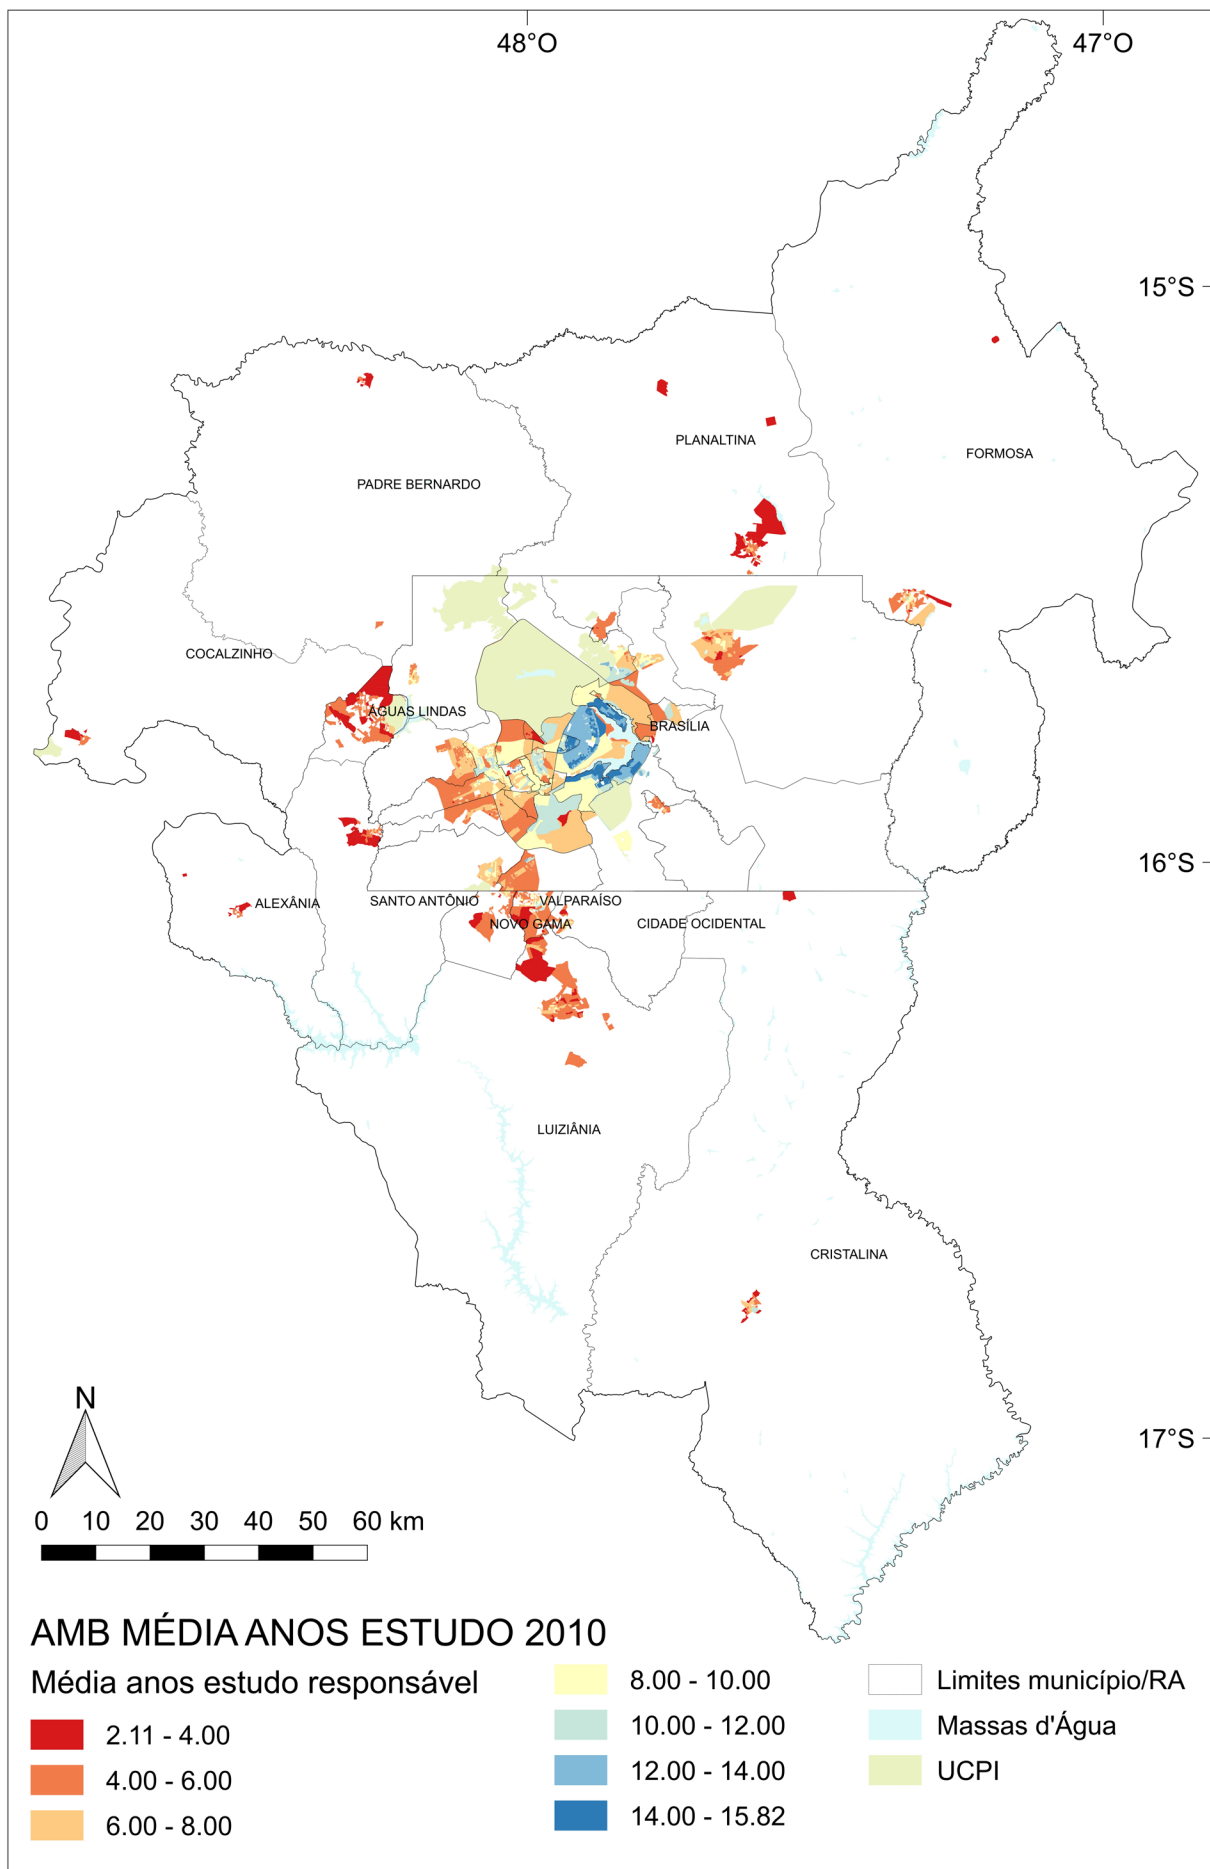 48°O 47°O
15°S
PLANALTINA
FORMOSA
PADRE BERNARDO
COCALZINHO
ÁGUAS LINDAS
BRASÍLIA
16°S
ALEXÂNIA SANTO ANTÔNIO VALPARAÍSO
NOVO GAMA CIDADE OCIDENTAL
LUIZIÂNIA
CRISTALINA
N
17°S
0 10 20 30 40 50 60 km
AMB MÉDIA ANOS ESTUDO 2010
Média anos estudo responsável
2.11 - 4.00
4.00 - 6.00
6.00 - 8.00
8.00 - 10.00
10.00 - 12.00
12.00 - 14.00
14.00 - 15.82
Limites município/RA
Massas d'Água
UCPI